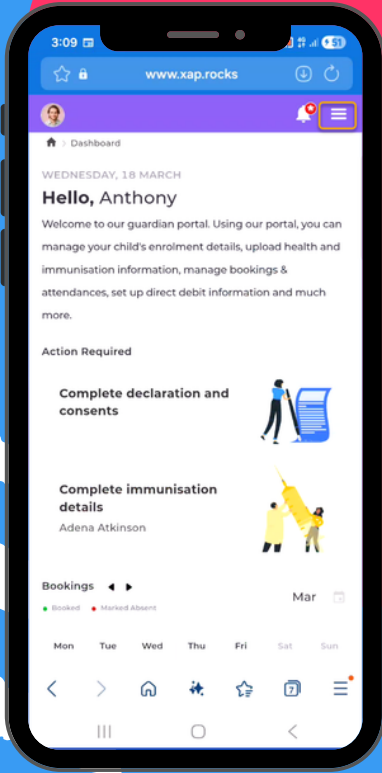 3:09
51
www.xap.rocks
Dashboard
WEDNESDAY, 18 MARCH
Hello, Anthony
Welcome to our guardian portal. Using our portal, you can
manage your child's enrolment details, upload health and
immunisation information, manage bookings &
attendances, set up direct debit information and much
more.
Action Required
Complete declaration and
consents
Complete immunisation
details
Adena Atkinson
Bookings
Mar
Booked Marked Absent
Mon Tue Wed Thu Fri Sat Sun
7